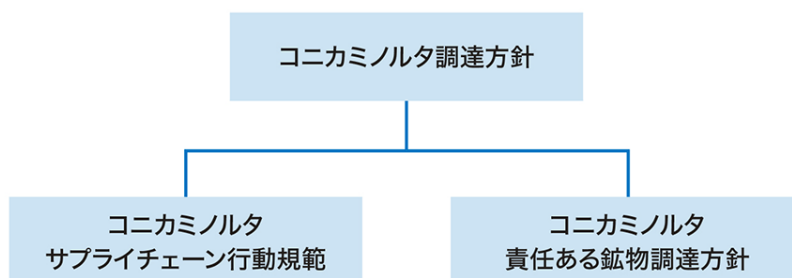 コニカミノルタ調達方針
コニカミノルタ
サプライチェーン行動規範
コニカミノルタ
責任ある鉱物調達方針